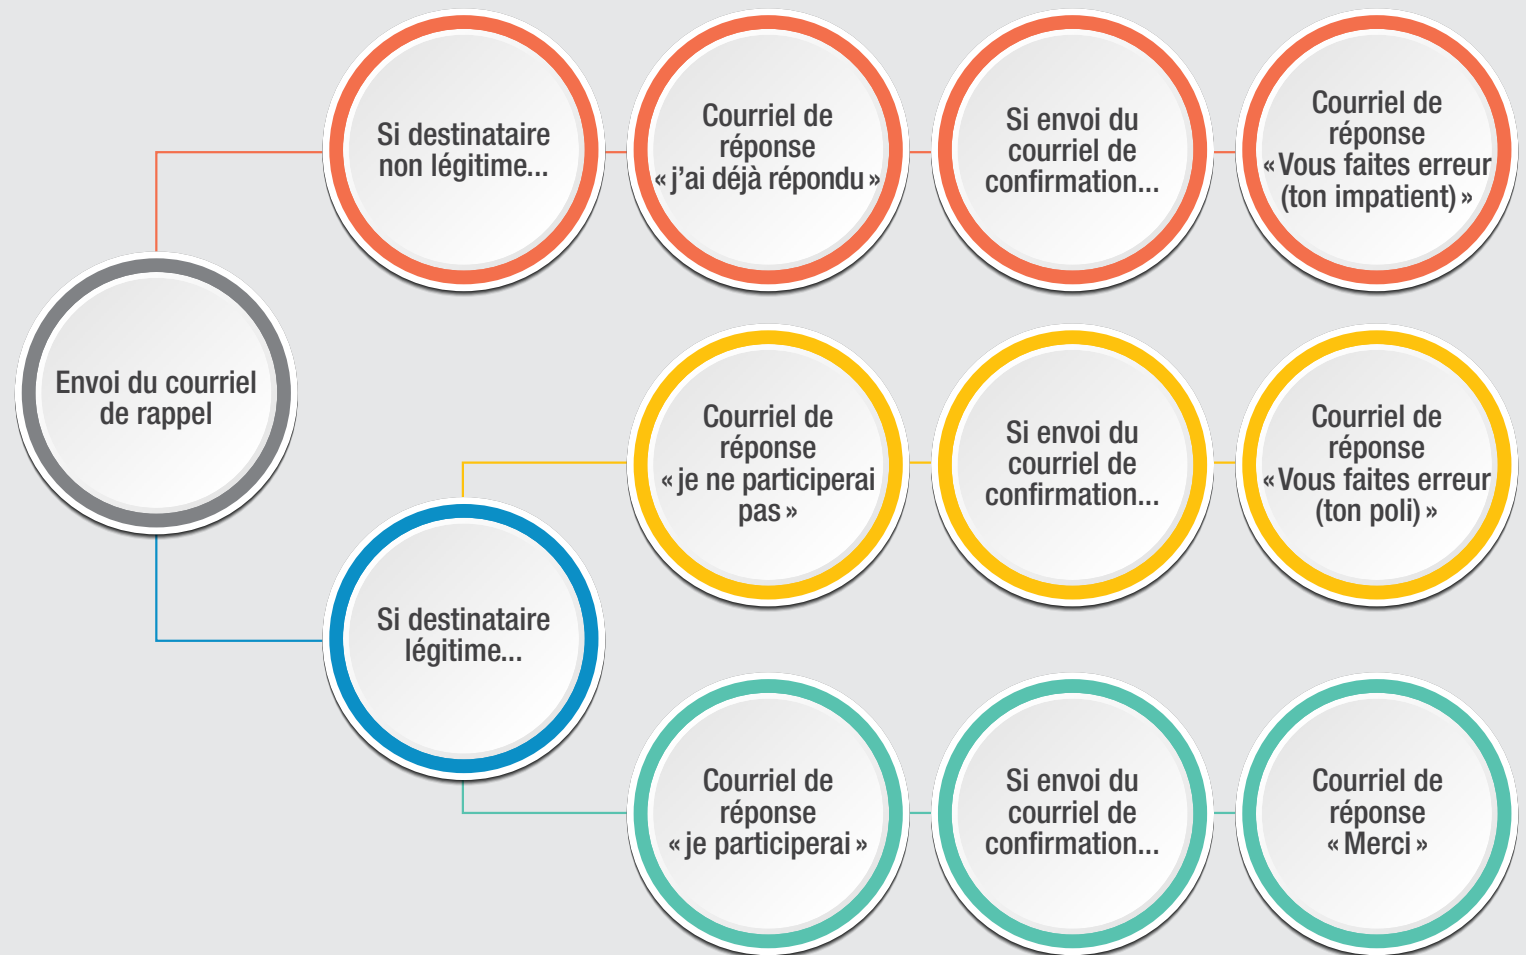 Si destinataire
non légitime...
Courriel de
réponse
« j’ai déjà répondu »
Si envoi du
courriel de
confirmation...
Courriel de
réponse
« Vous faites erreur
(ton impatient) »
Envoi du courriel
de rappel
Courriel de
réponse
« je ne participerai
pas »
Si envoi du
courriel de
confirmation...
Courriel de
réponse
« Vous faites erreur
(ton poli) »
Si destinataire
légitime...
Courriel de
réponse
« je participerai »
Si envoi du
courriel de
confirmation...
Courriel de
réponse
« Merci »